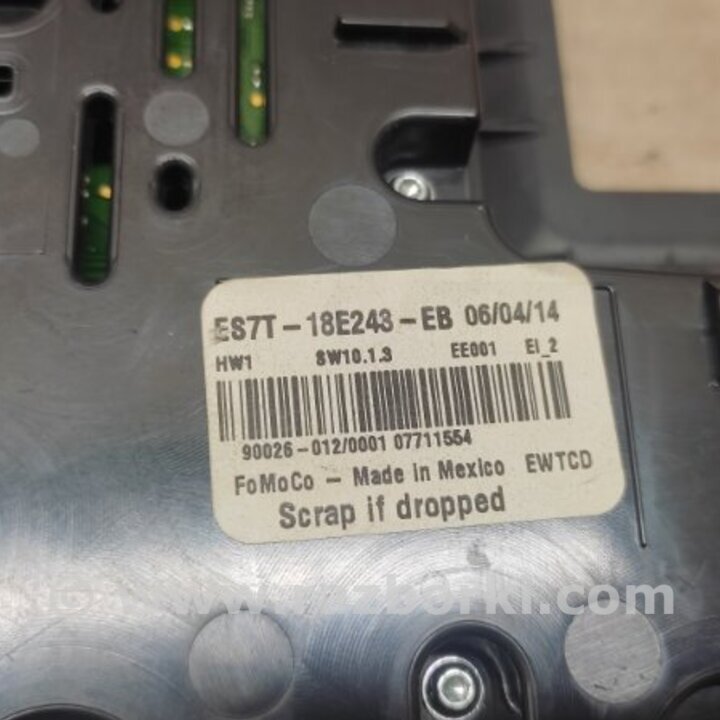 ES7T-18E243-EB 06/04/14
HW1 SW10.1.3 EE001 EI_2
90026-012/0001 07711554
FoMoCo - Made in Mexico EWTCD
Scrap if dropped
www.razborki.com